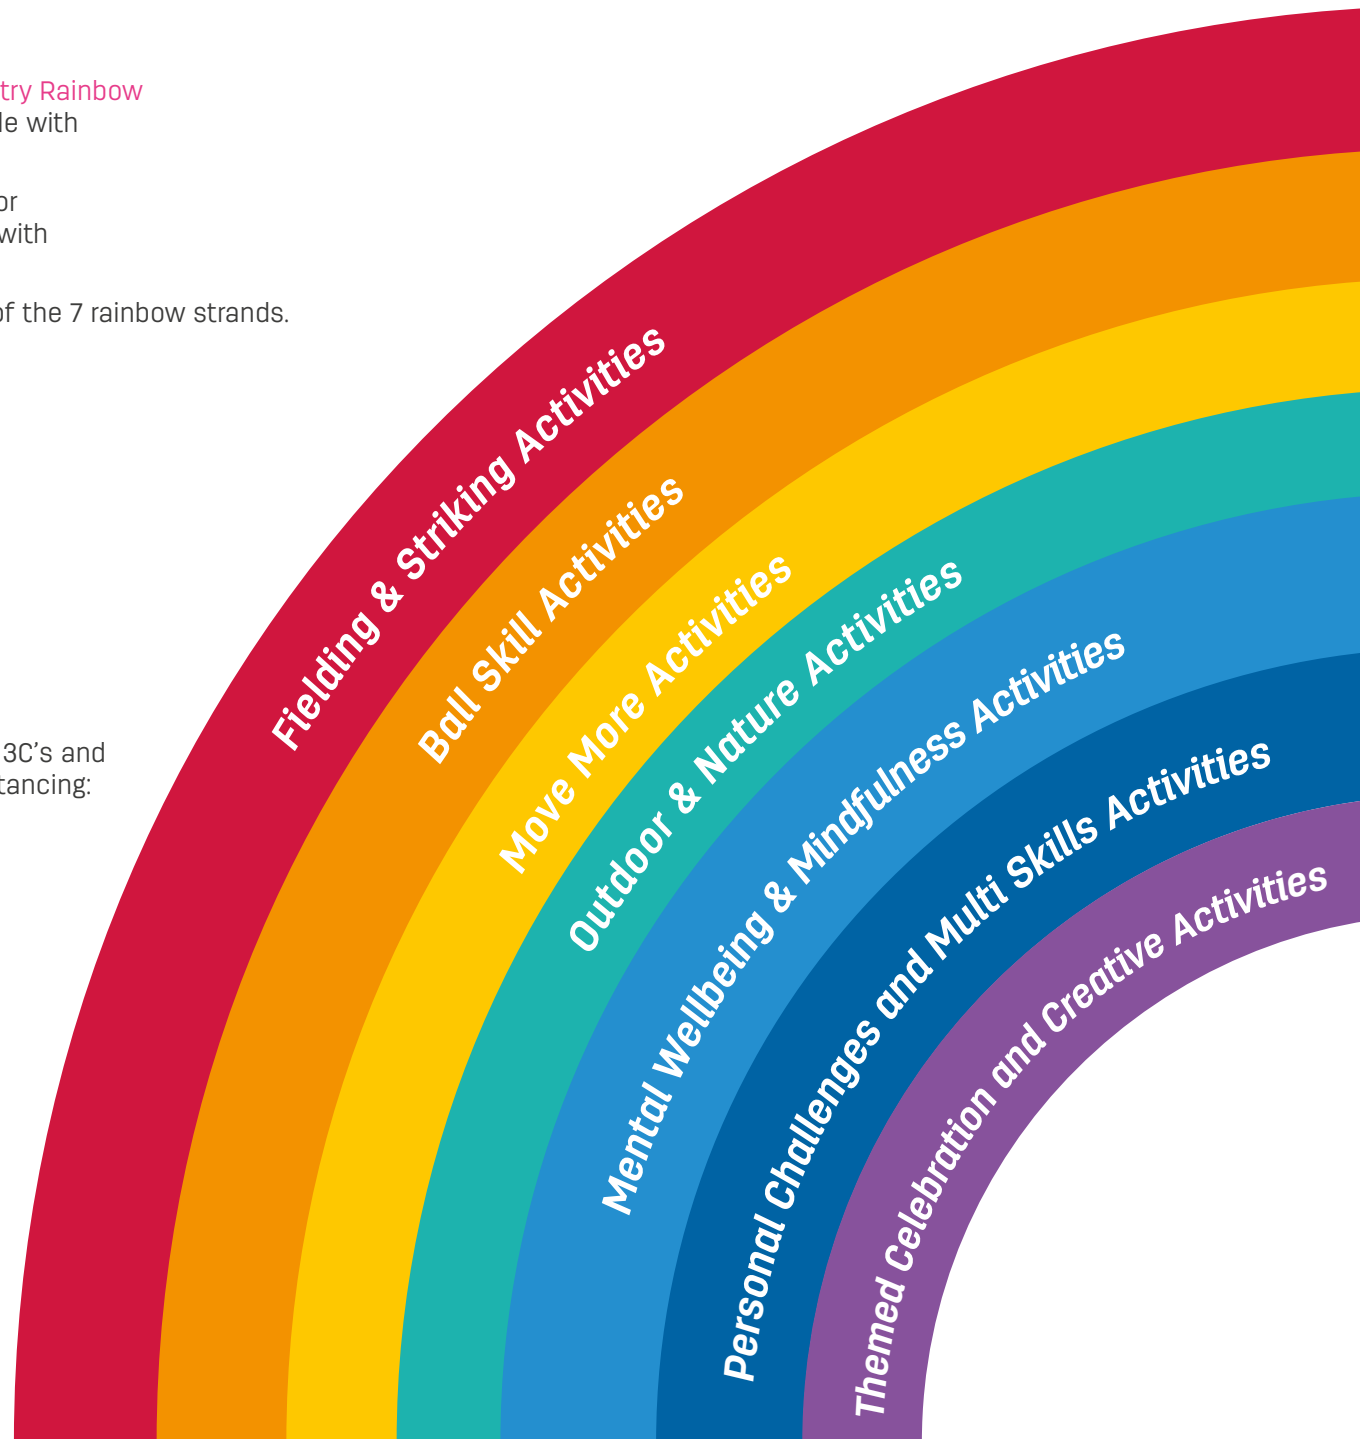 try Rainbow
le with
or
with
of the 7 rainbow strands.
3C's and
tancing:
Fielding & Striking Activities
Ball Skill Activities
Move More Activities
Outdoor & Nature Activities
Mental Wellbeing & Mindfulness Activities
Personal Challenges and Multi Skills Activities
Themed Celebration and Creative Activities